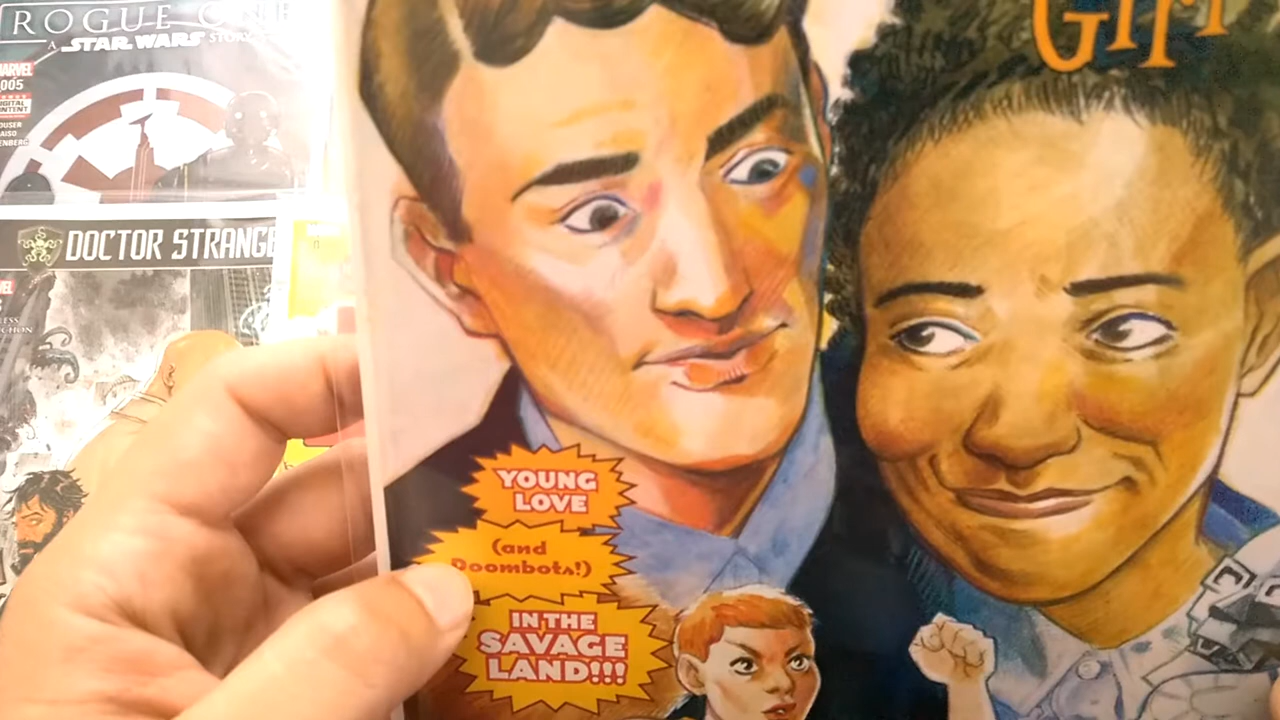 ROGUE ONE
A STAR WARS STORY
MARVEL
005
DIGITAL
CONTENT
DOCTOR STRANGE
Girl
YOUNG
LOVE
(and
Doombots!)
IN THE
SAVAGE
LAND!!!